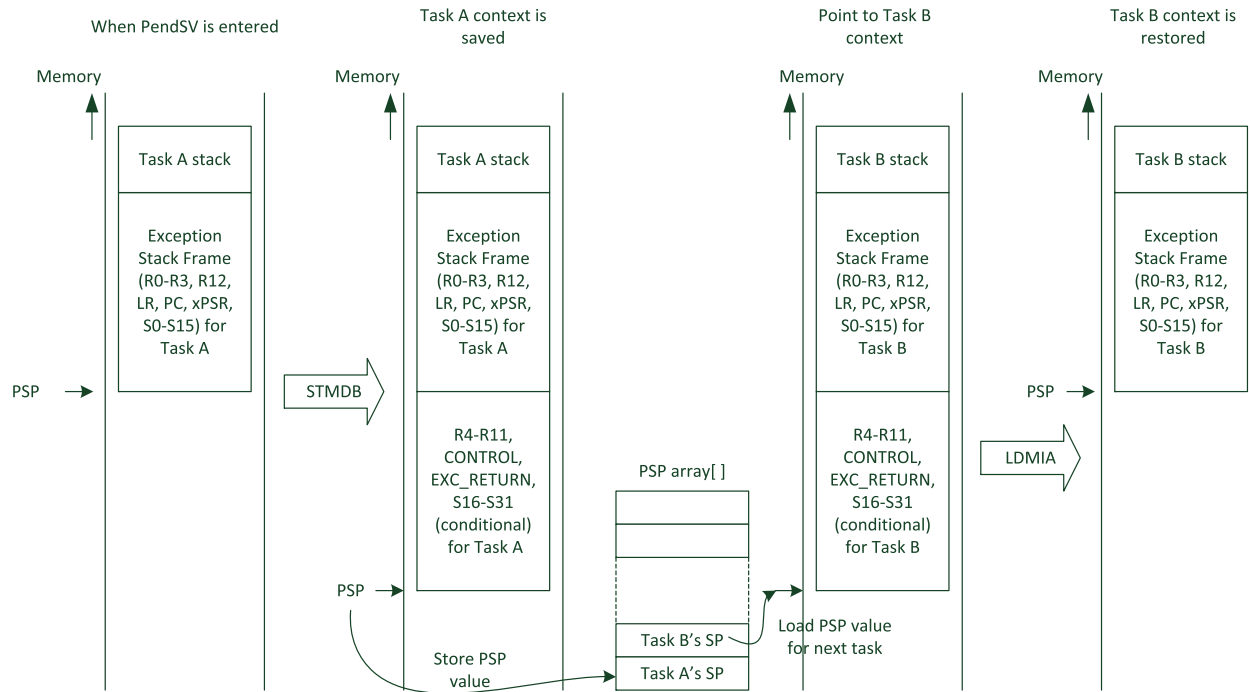 When PendSV is entered
Memory
Task A stack
Exception
Stack Frame
(R0-R3, R12,
LR, PC, xPSR,
S0-S15) for
Task A
PSP
STMDB
Task A context is
saved
Memory
Task A stack
Exception
Stack Frame
(R0-R3, R12,
LR, PC, xPSR,
S0-S15) for
Task A
R4-R11,
CONTROL,
EXC_RETURN,
S16-S31
(conditional)
for Task A
PSP
Store PSP
value
PSP array[ ]
Task B’s SP
Task A’s SP
Load PSP value
for next task
Point to Task B
context
Memory
Task B stack
Exception
Stack Frame
(R0-R3, R12,
LR, PC, xPSR,
S0-S15) for
Task B
R4-R11,
CONTROL,
EXC_RETURN,
S16-S31
(conditional)
for Task B
LDMIA
Task B context is
restored
Memory
Task B stack
Exception
Stack Frame
(R0-R3, R12,
LR, PC, xPSR,
S0-S15) for
Task B
PSP